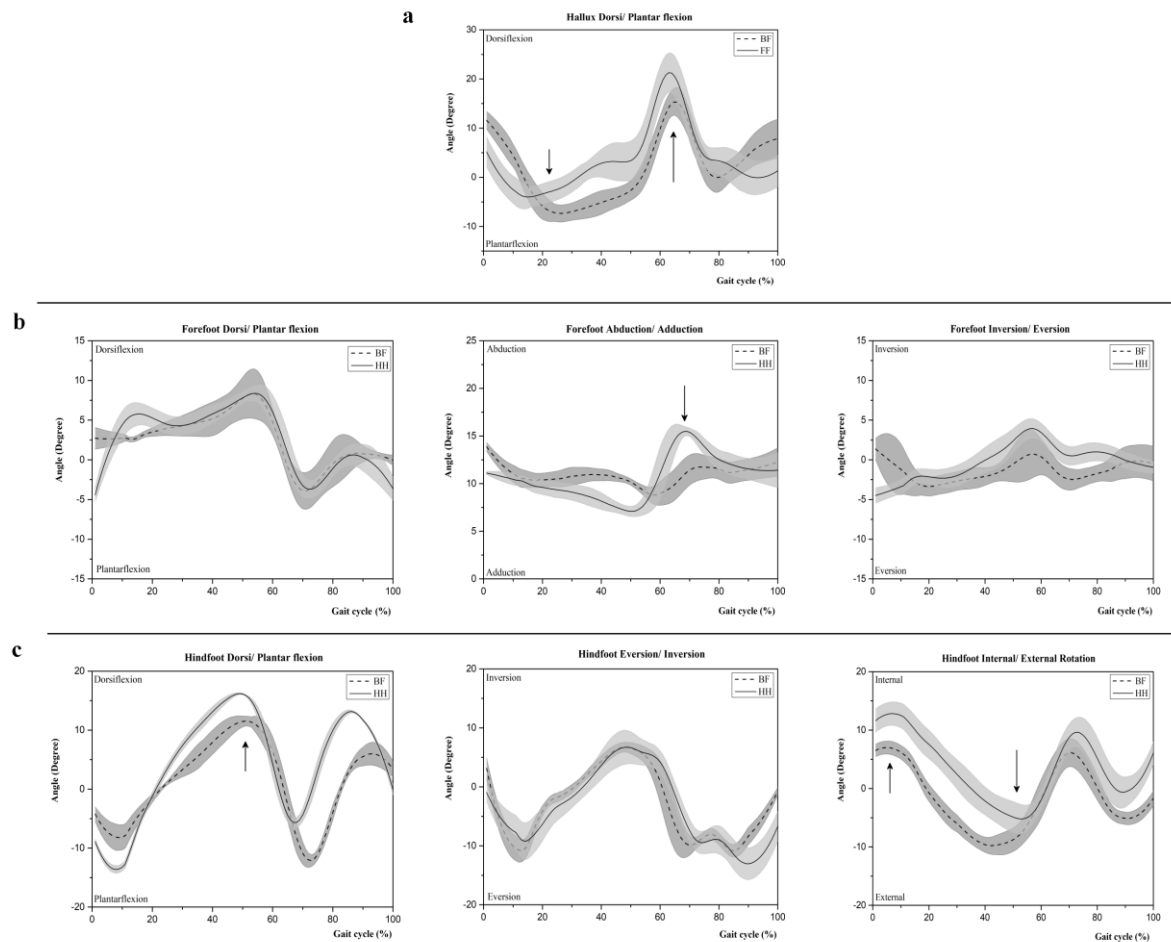 a
Hallux Dorsi/ Plantar flexion
Dorsiflexion
BF
FF
30
20
10
0
-10
Angle (Degree)
Plantarflexion
0 20 40 60 80 100
Gait cycle (%)
b
Forefoot Dorsi/ Plantar flexion
Dorsiflexion
BF
HH
15
10
5
0
-5
-10
-15
Angle (Degree)
Plantarflexion
0 20 40 60 80 100
Gait cycle (%)
Forefoot Abduction/ Adduction
Abduction
BF
HH
25
20
15
10
5
0
Angle (Degree)
Adduction
0 20 40 60 80 100
Gait cycle (%)
Forefoot Inversion/ Eversion
Inversion
BF
HH
15
10
5
0
-5
-10
-15
Angle (Degree)
Eversion
0 20 40 60 80 100
Gait cycle (%)
c
Hindfoot Dorsi/ Plantar flexion
Dorsiflexion
BF
HH
20
10
0
-10
-20
Angle (Degree)
Plantarflexion
0 20 40 60 80 100
Gait cycle (%)
Hindfoot Eversion/ Inversion
Inversion
BF
HH
20
10
0
-10
-20
Angle (Degree)
Eversion
0 20 40 60 80 100
Gait cycle (%)
Hindfoot Internal/ External Rotation
Internal
BF
HH
20
10
0
-10
-20
Angle (Degree)
External
0 20 40 60 80 100
Gait cycle (%)